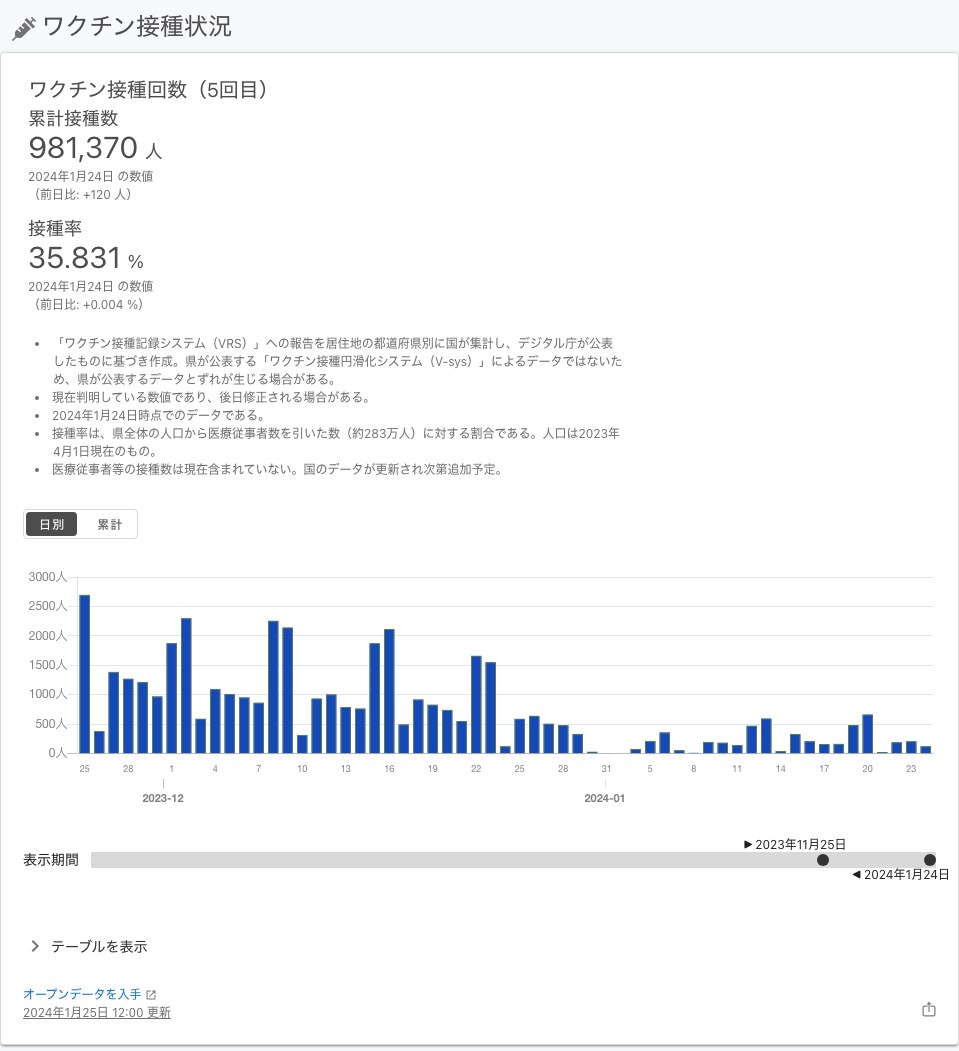 ワクチン接種状況
ワクチン接種回数（5回目）
累計接種数
981,370 人
2024年1月24日 の数値
（前日比: +120 人）
接種率
35.831 %
2024年1月24日 の数値
（前日比: +0.004 %）
• 「ワクチン接種記録システム（VRS）」への報告を居住地の都道府県別に国が集計し、デジタル庁が公表
したものに基づき作成。県が公表する「ワクチン接種円滑化システム（V-sys）」によるデータではないた
め、県が公表するデータとずれが生じる場合がある。
• 現在判明している数値であり、後日修正される場合がある。
• 2024年1月24日時点でのデータである。
• 接種率は、県全体の人口から医療従事者数を引いた数（約283万人）に対する割合である。人口は2023年
4月1日現在のもの。
• 医療従事者等の接種数は現在含まれていない。国のデータが更新され次第追加予定。
日別 累計
3000人
2500人
2000人
1500人
1000人
500人
0人
25 28 1 4 7 10 13 16 19 22 25 28 31 5 8 11 14 17 20 23
2023-12 2024-01
▶ 2023年11月25日
表示期間
◀ 2024年1月24日
テーブルを表示
オープンデータを入手
2024年1月25日 12:00 更新